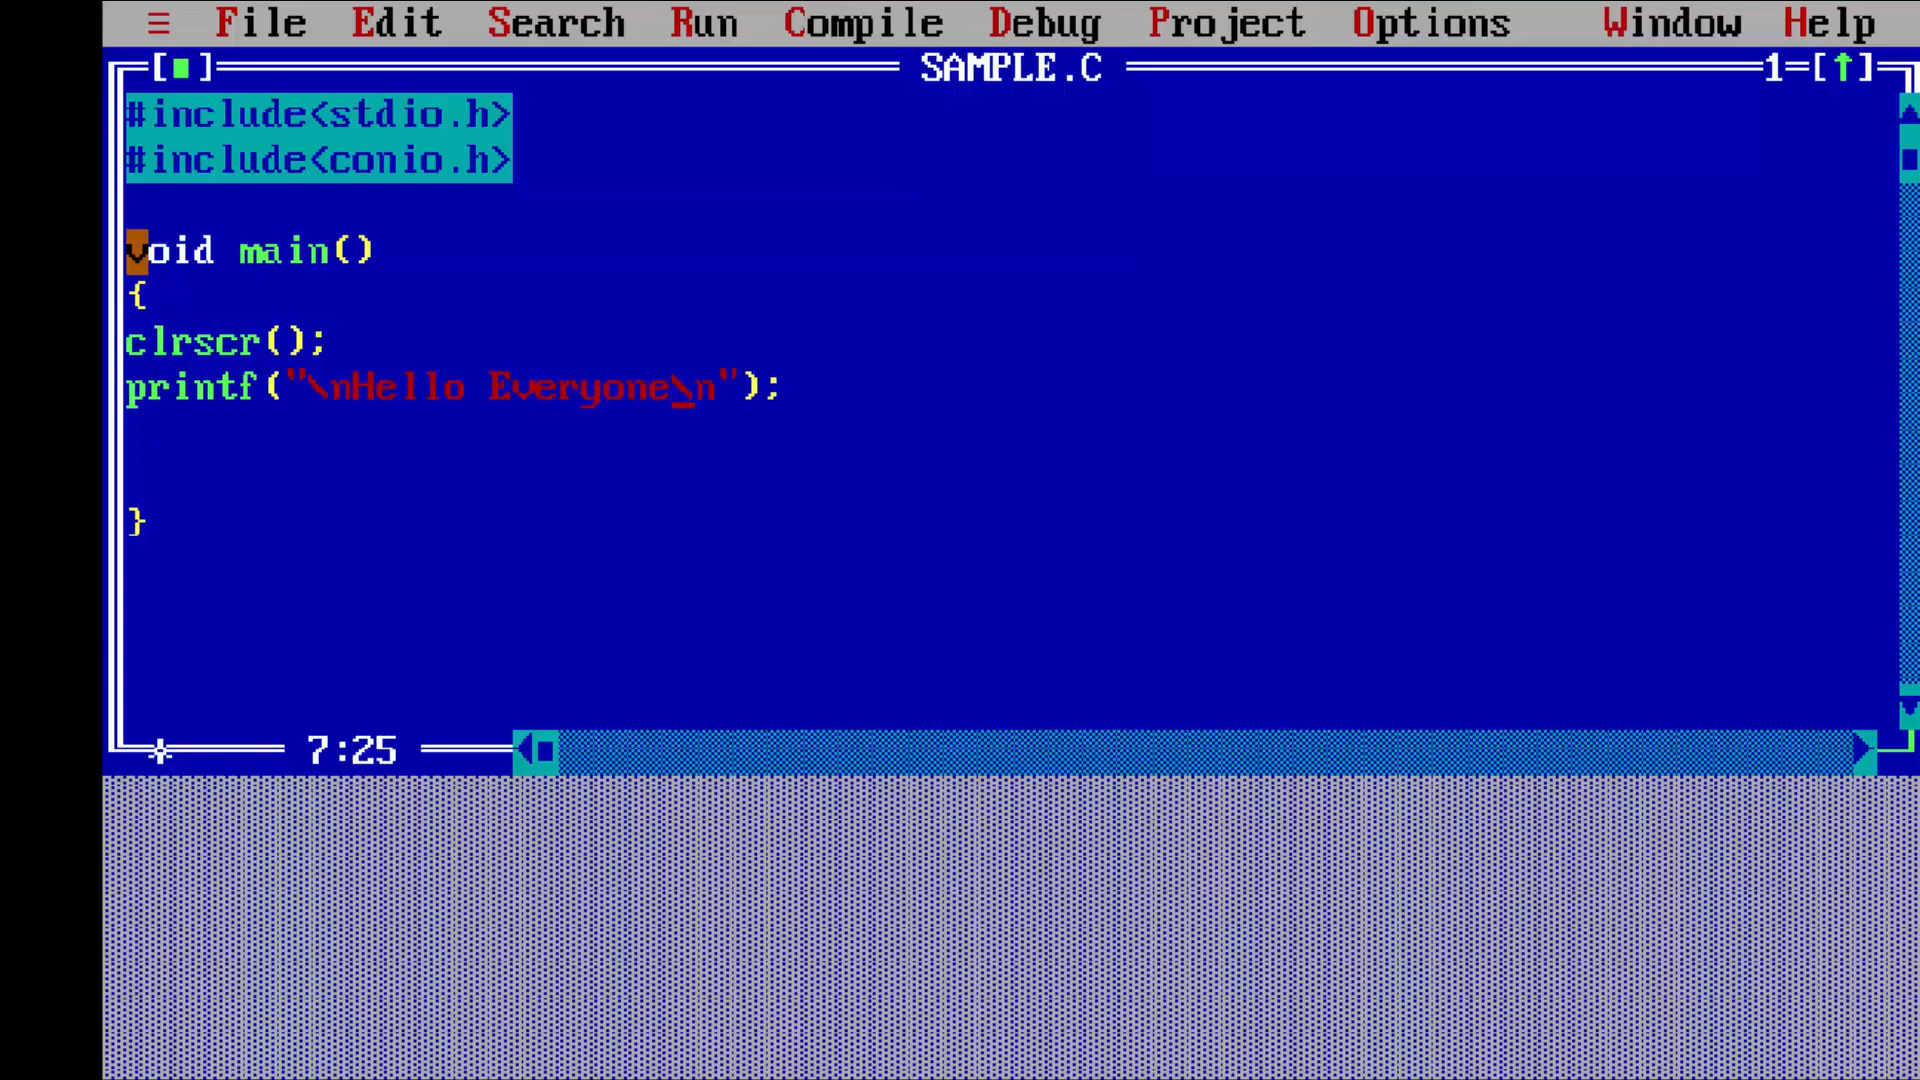 ≡ File Edit Search Run Compile Debug Project Options Window Help
[■] SAMPLE.C 1=[↑]
#include<stdio.h>
#include<conio.h>
void main()
{
clrscr();
printf("\nHello Everyone\n");
}
7:25